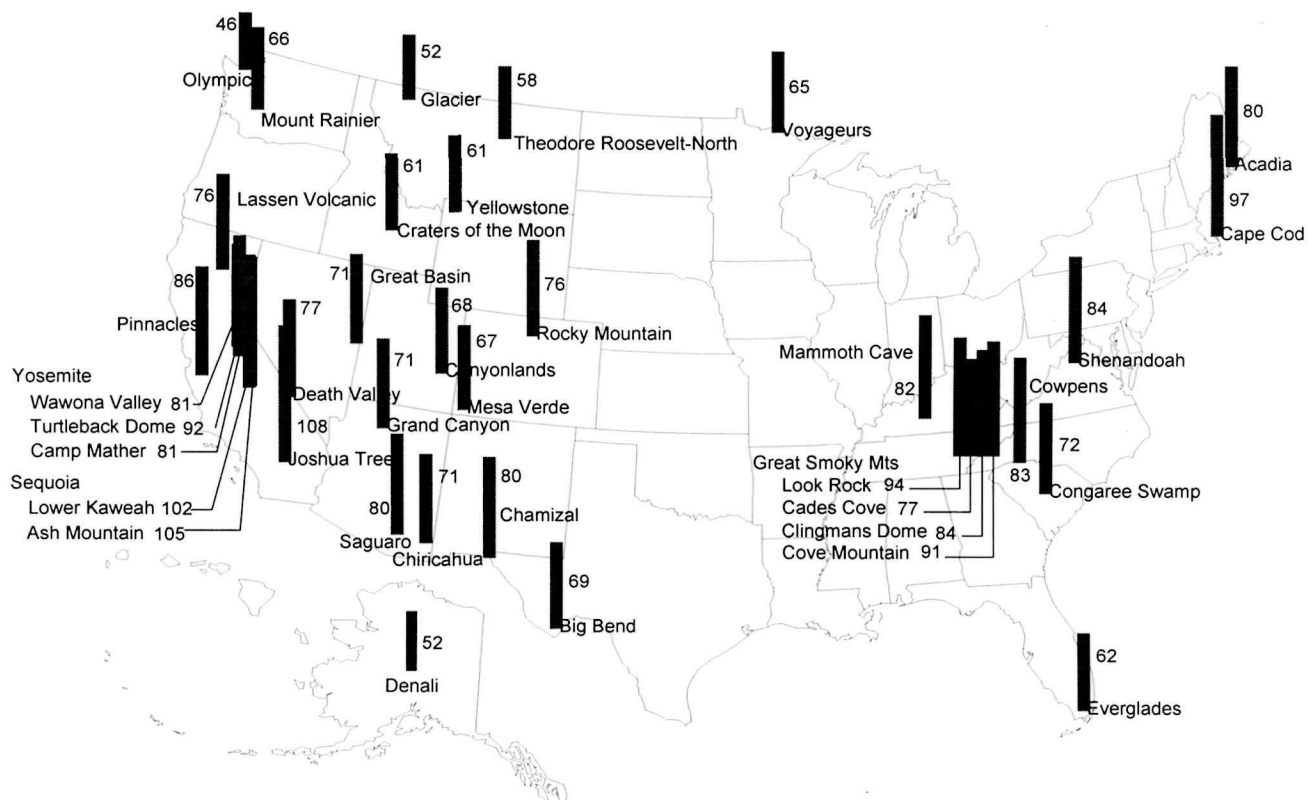 46
66
Olympic
Mount Rainier
52
Glacier
58
Theodore Roosevelt-North
65
Voyageurs
80
Acadia
97
Cape Cod
61
Craters of the Moon
61
Yellowstone
76
Lassen Volcanic
86
Pinnacles
71
Great Basin
77
Death Valley
108
Joshua Tree
68
Canyonlands
67
Mesa Verde
76
Rocky Mountain
71
Grand Canyon
Yosemite
Wawona Valley 81
Turtleback Dome 92
Camp Mather 81
Sequoia
Lower Kaweah 102
Ash Mountain 105
80
Saguaro
71
Chiricahua
80
Chamizal
69
Big Bend
Mammoth Cave
82
84
Shenandoah
Cowpens
83
72
Congaree Swamp
Great Smoky Mts
Look Rock 94
Cades Cove 77
Clingmans Dome 84
Cove Mountain 91
52
Denali
62
Everglades